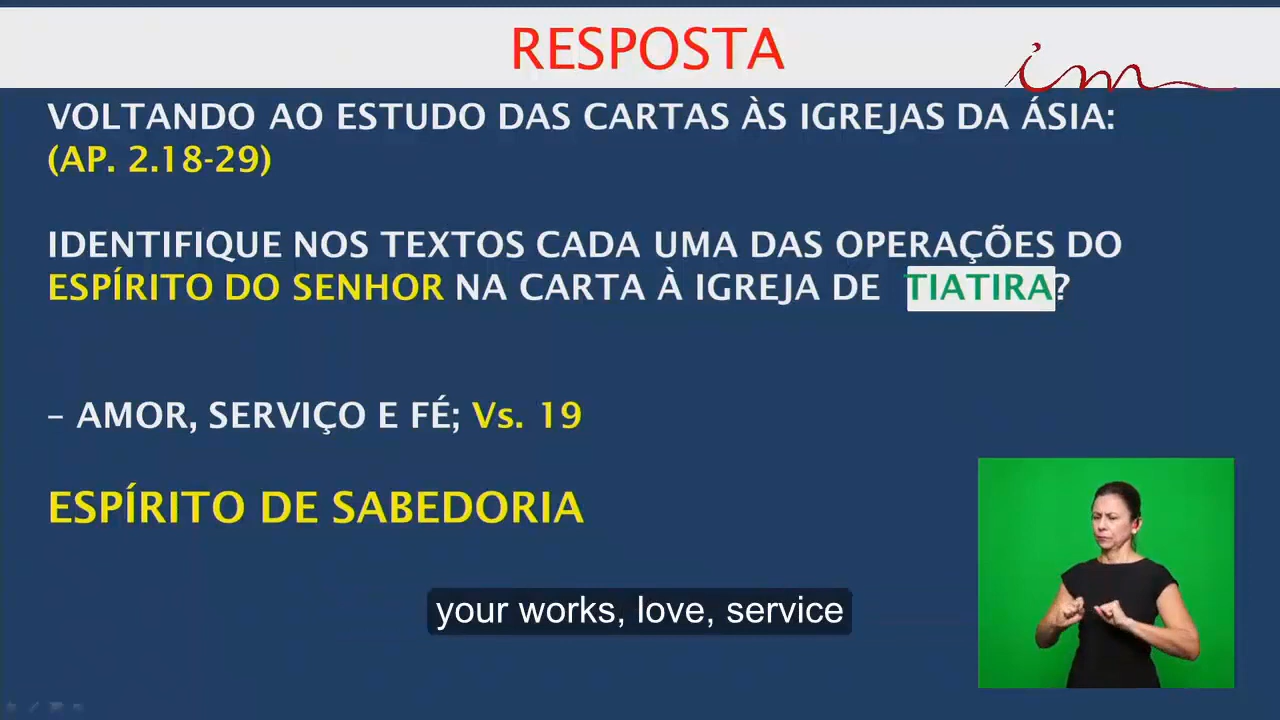 RESPOSTA
im
VOLTANDO AO ESTUDO DAS CARTAS ÀS IGREJAS DA ÁSIA:
(AP. 2.18-29)
IDENTIFIQUE NOS TEXTOS CADA UMA DAS OPERAÇÕES DO
ESPÍRITO DO SENHOR NA CARTA À IGREJA DE TIATIRA?
– AMOR, SERVIÇO E FÉ; Vs. 19
ESPÍRITO DE SABEDORIA
your works, love, service